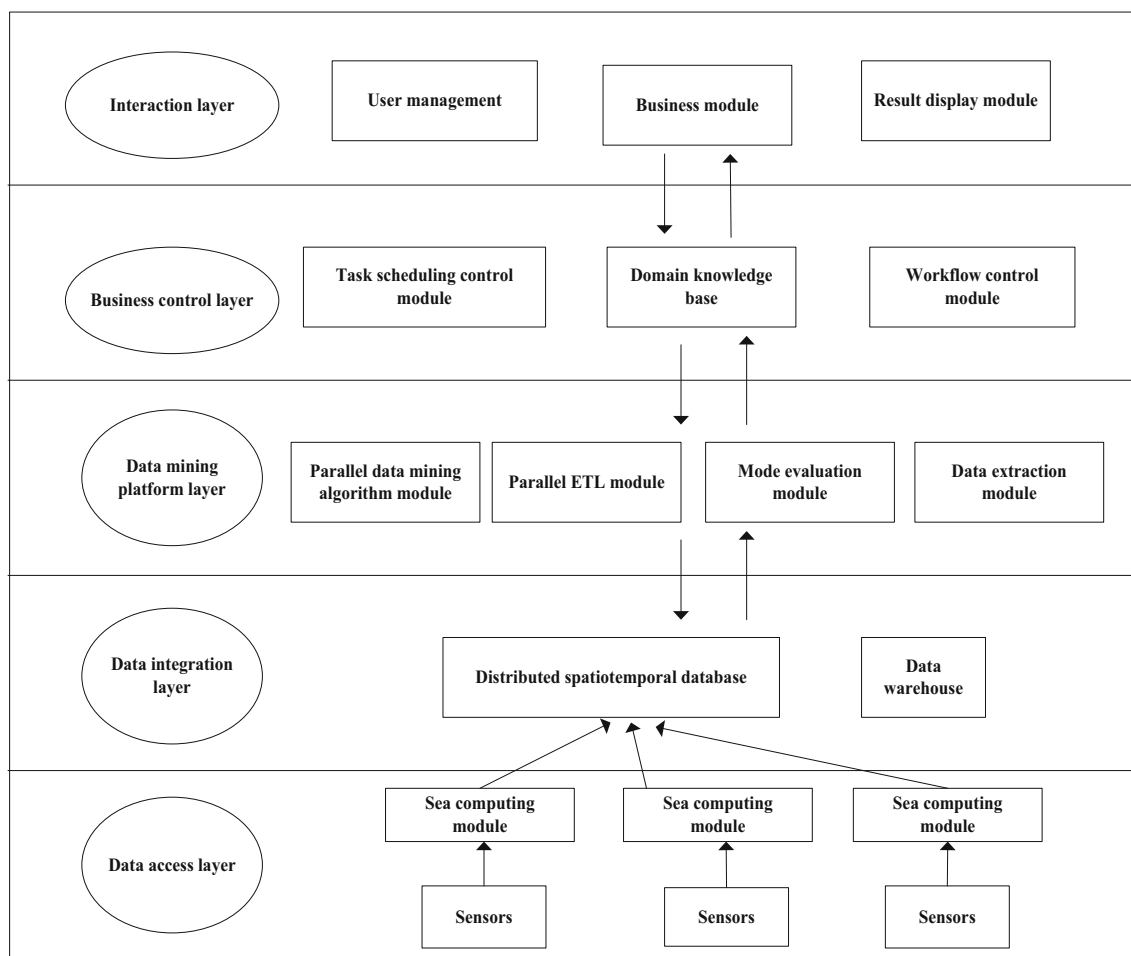 Interaction layer
User management
Business module
Result display module
Business control layer
Task scheduling control
module
Domain knowledge
base
Workflow control
module
Data mining
platform layer
Parallel data mining
algorithm module
Parallel ETL module
Mode evaluation
module
Data extraction
module
Data integration
layer
Distributed spatiotemporal database
Data
warehouse
Data access layer
Sea computing
module
Sea computing
module
Sea computing
module
Sensors
Sensors
Sensors